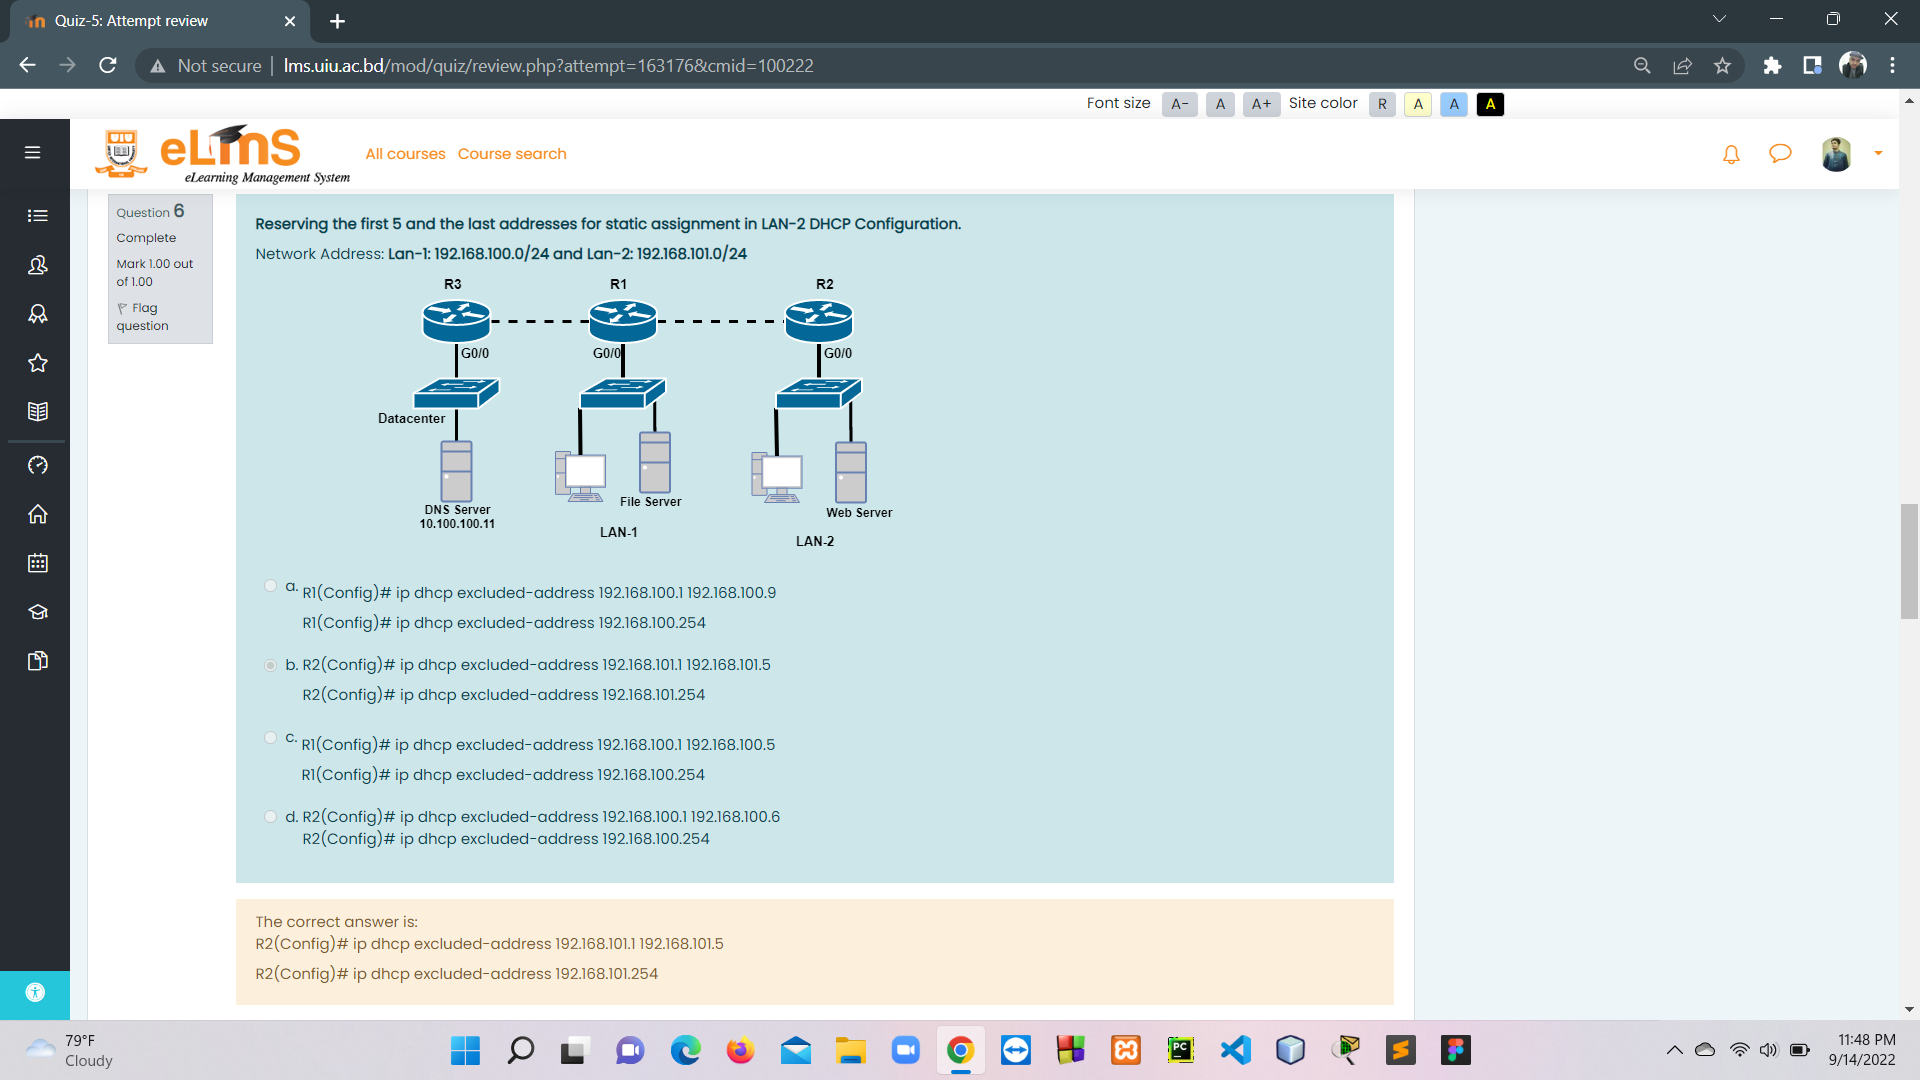 Quiz-5: Attempt review
Not secure | lms.uiu.ac.bd/mod/quiz/review.php?attempt=163176&cmid=100222
Font size A- A A+ Site color R A A A
UIU eLmS
eLearning Management System
All courses Course search
Question 6
Complete
Mark 1.00 out
of 1.00
Flag
question
Reserving the first 5 and the last addresses for static assignment in LAN-2 DHCP Configuration.
Network Address: Lan-1: 192.168.100.0/24 and Lan-2: 192.168.101.0/24
R3 R1 R2
G0/0 G0/0 G0/0
Datacenter
DNS Server
10.100.100.11
File Server
LAN-1
Web Server
LAN-2
a. R1(Config)# ip dhcp excluded-address 192.168.100.1 192.168.100.9
R1(Config)# ip dhcp excluded-address 192.168.100.254
b. R2(Config)# ip dhcp excluded-address 192.168.101.1 192.168.101.5
R2(Config)# ip dhcp excluded-address 192.168.101.254
c. R1(Config)# ip dhcp excluded-address 192.168.100.1 192.168.100.5
R1(Config)# ip dhcp excluded-address 192.168.100.254
d. R2(Config)# ip dhcp excluded-address 192.168.100.1 192.168.100.6
R2(Config)# ip dhcp excluded-address 192.168.100.254
The correct answer is:
R2(Config)# ip dhcp excluded-address 192.168.101.1 192.168.101.5
R2(Config)# ip dhcp excluded-address 192.168.101.254
79°F
Cloudy
PC
11:48 PM
9/14/2022